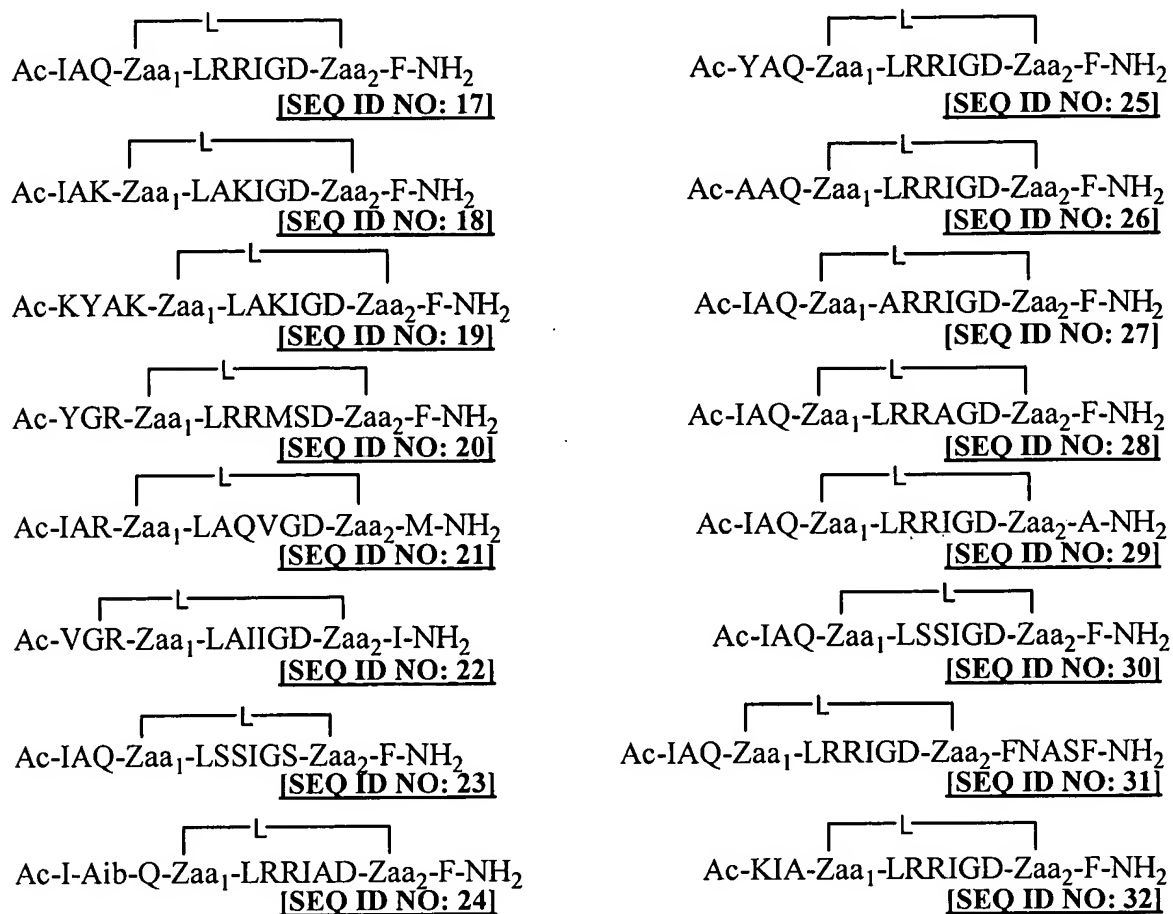 L
Ac-IAQ-Zaa₁-LRRIGD-Zaa₂-F-NH₂
[SEQ ID NO: 17]
L
Ac-IAK-Zaa₁-LAKIGD-Zaa₂-F-NH₂
[SEQ ID NO: 18]
L
Ac-KYAK-Zaa₁-LAKIGD-Zaa₂-F-NH₂
[SEQ ID NO: 19]
L
Ac-YGR-Zaa₁-LRRMSD-Zaa₂-F-NH₂
[SEQ ID NO: 20]
L
Ac-IAR-Zaa₁-LAQVGD-Zaa₂-M-NH₂
[SEQ ID NO: 21]
L
Ac-VGR-Zaa₁-LAIIGD-Zaa₂-I-NH₂
[SEQ ID NO: 22]
L
Ac-IAQ-Zaa₁-LSSIGS-Zaa₂-F-NH₂
[SEQ ID NO: 23]
L
Ac-I-Aib-Q-Zaa₁-LRRIAD-Zaa₂-F-NH₂
[SEQ ID NO: 24]
L
Ac-YAQ-Zaa₁-LRRIGD-Zaa₂-F-NH₂
[SEQ ID NO: 25]
L
Ac-AAQ-Zaa₁-LRRIGD-Zaa₂-F-NH₂
[SEQ ID NO: 26]
L
Ac-IAQ-Zaa₁-ARRIGD-Zaa₂-F-NH₂
[SEQ ID NO: 27]
L
Ac-IAQ-Zaa₁-LRRAGD-Zaa₂-F-NH₂
[SEQ ID NO: 28]
L
Ac-IAQ-Zaa₁-LRRIGD-Zaa₂-A-NH₂
[SEQ ID NO: 29]
L
Ac-IAQ-Zaa₁-LSSIGD-Zaa₂-F-NH₂
[SEQ ID NO: 30]
L
Ac-IAQ-Zaa₁-LRRIGD-Zaa₂-FNASF-NH₂
[SEQ ID NO: 31]
L
Ac-KIA-Zaa₁-LRRIGD-Zaa₂-F-NH₂
[SEQ ID NO: 32]